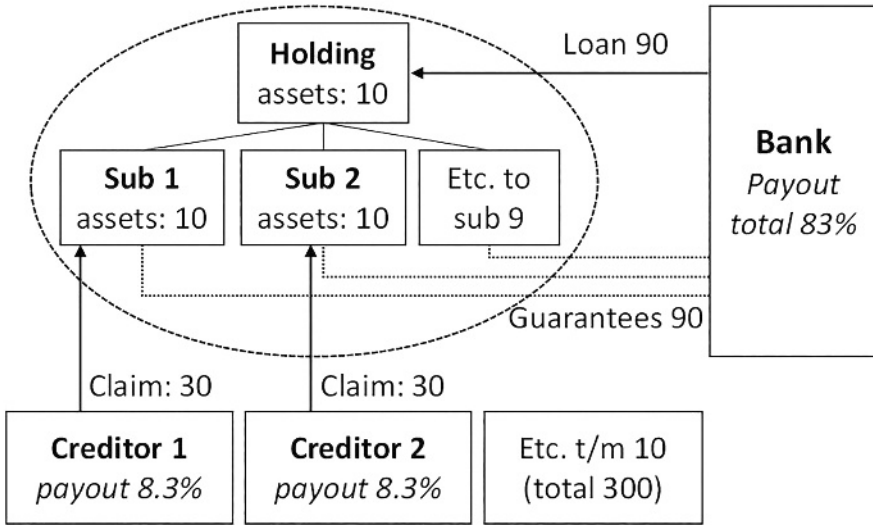 Loan 90
Holding
assets: 10
Bank
Payout
total 83%
Sub 1
assets: 10
Sub 2
assets: 10
Etc. to
sub 9
Guarantees 90
Claim: 30
Claim: 30
Creditor 1
payout 8.3%
Creditor 2
payout 8.3%
Etc. t/m 10
(total 300)